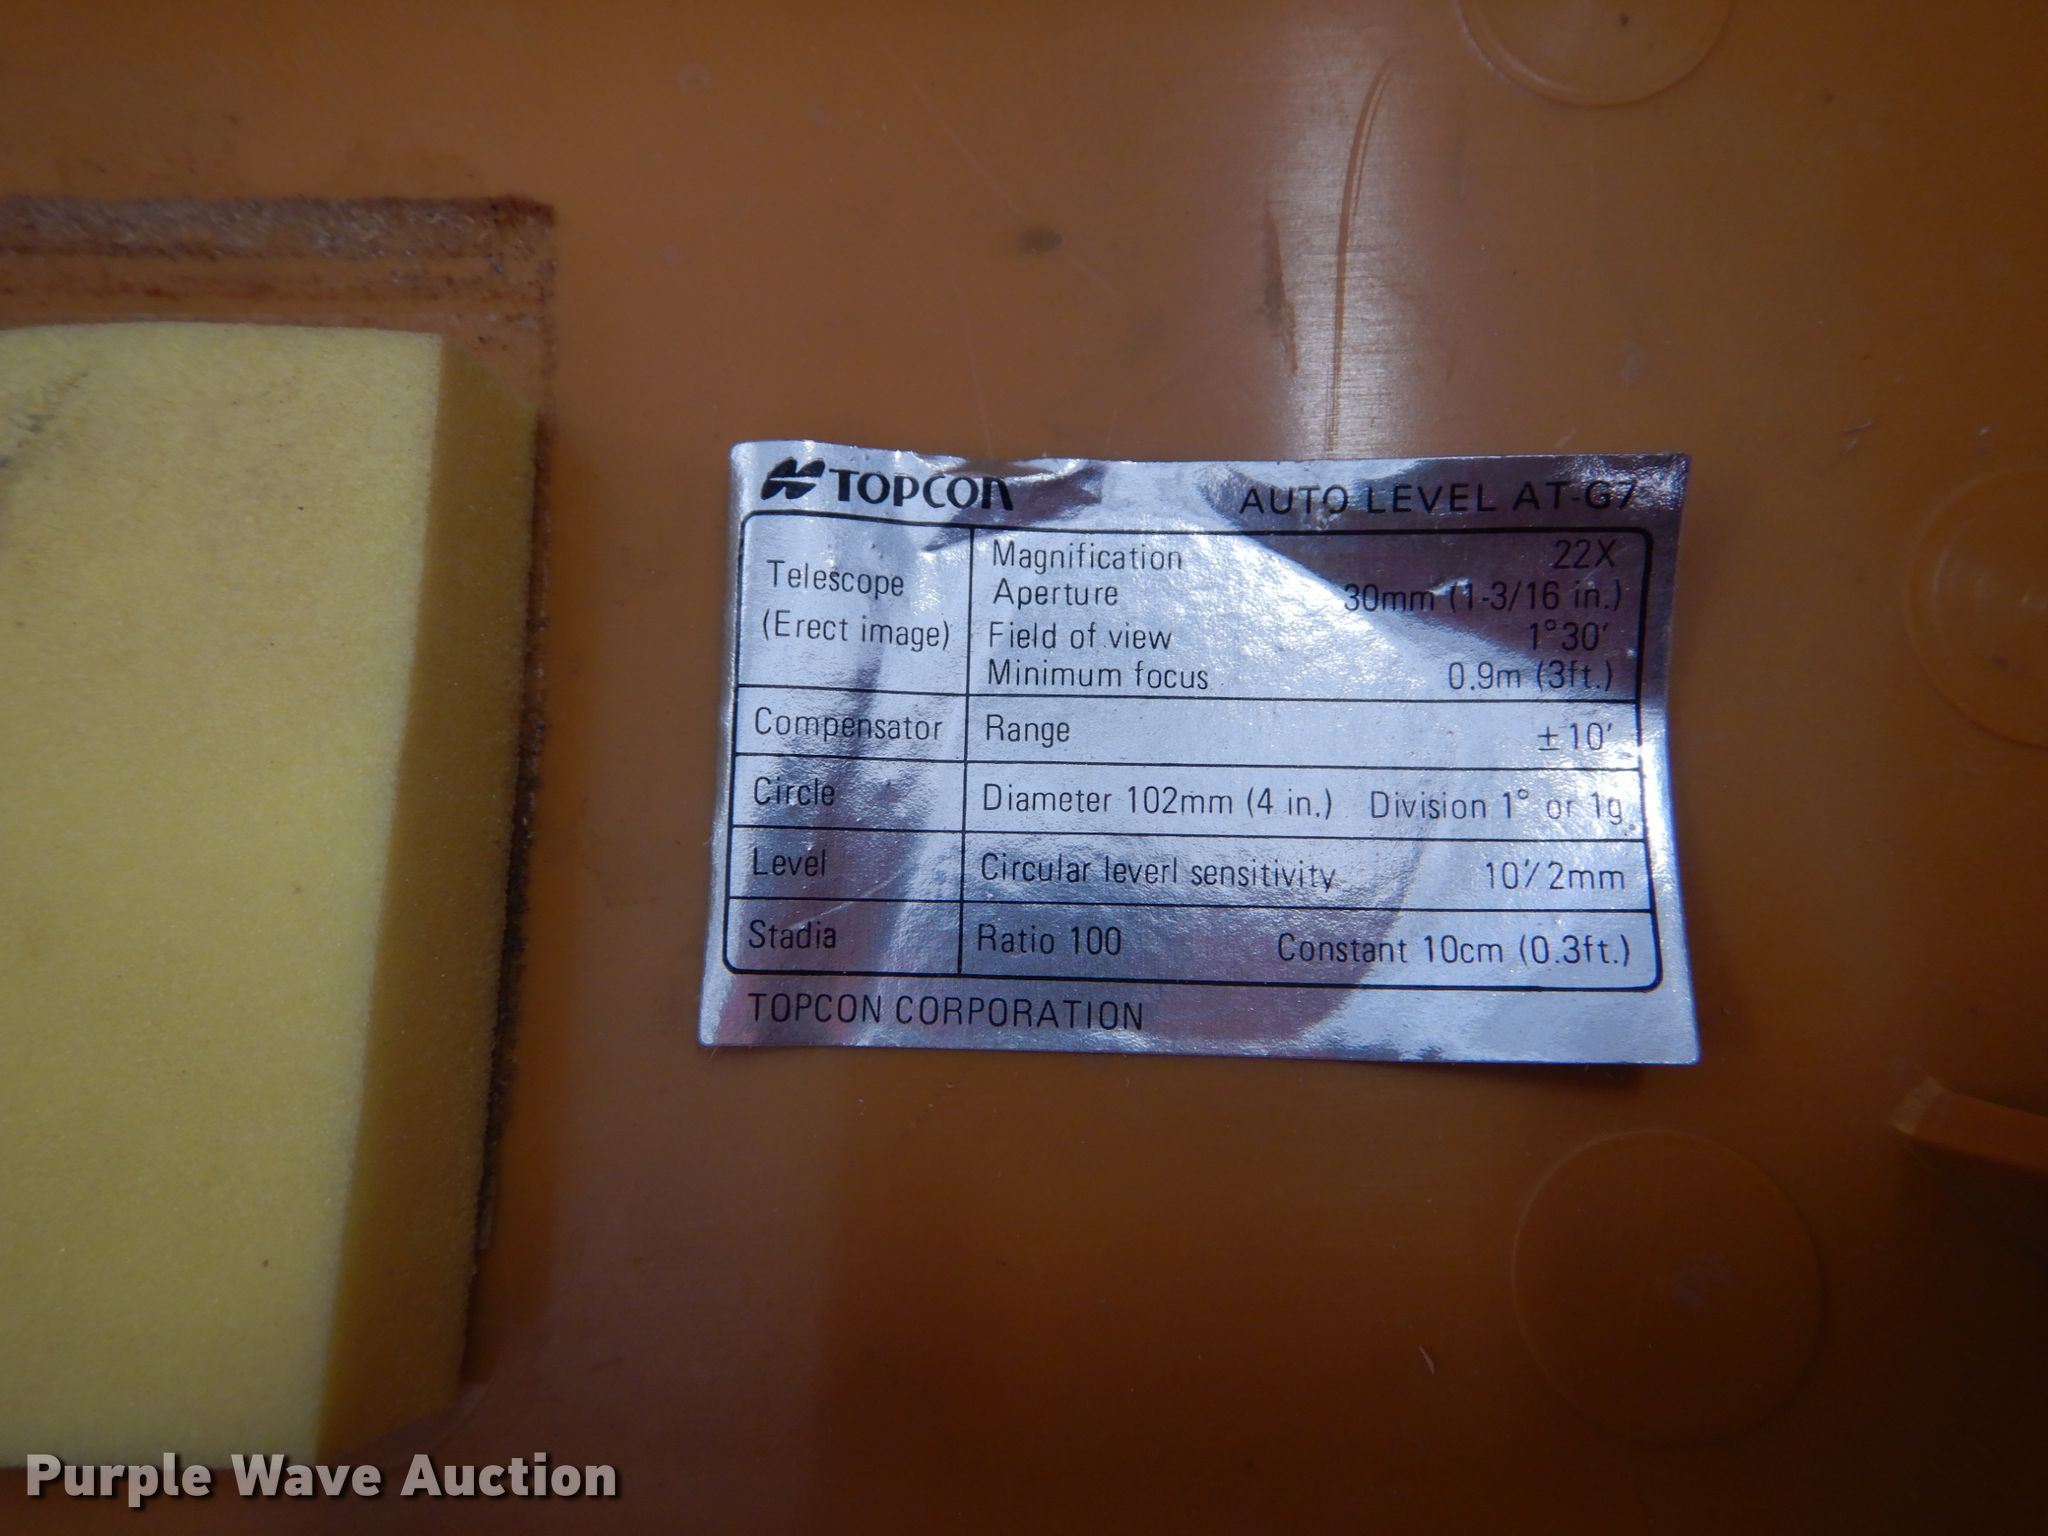 TOPCON AUTO LEVEL AT-G7
Telescope
(Erect image)
Magnification 22X
Aperture 30mm (1-3/16 in.)
Field of view 1°30′
Minimum focus 0.9m (3ft.)
Compensator Range ±10′
Circle Diameter 102mm (4 in.) Division 1° or 1g
Level Circular leverl sensitivity 10′/2mm
Stadia Ratio 100 Constant 10cm (0.3ft.)
TOPCON CORPORATION
Purple Wave Auction